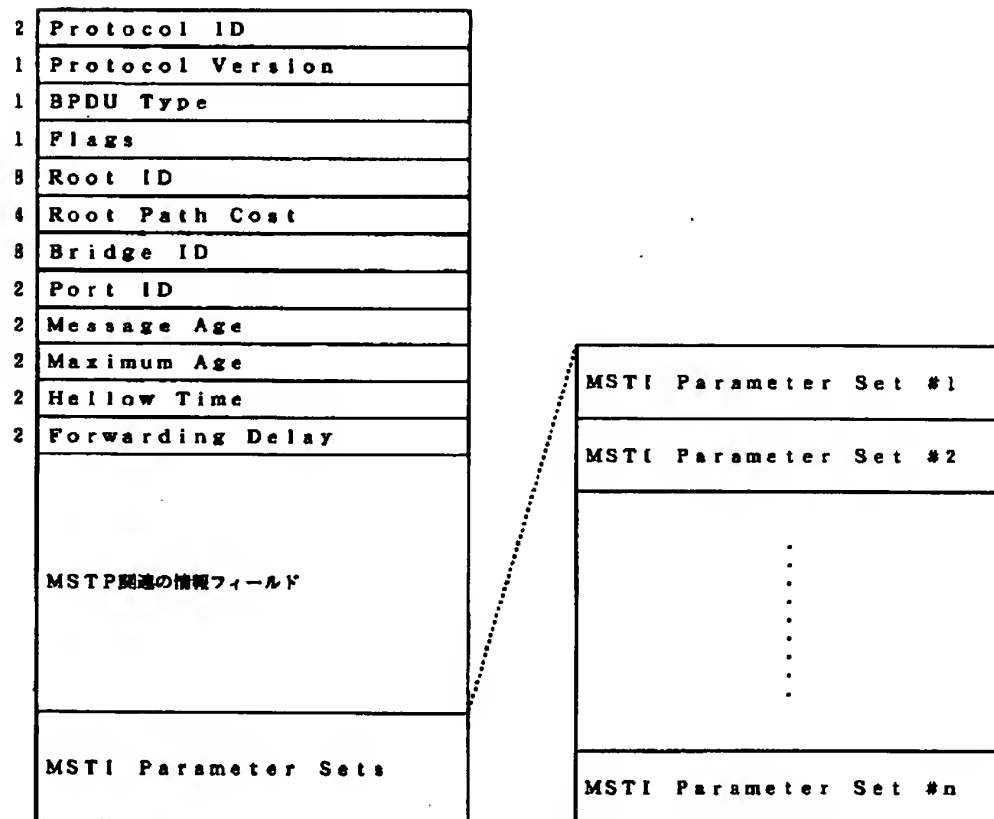 2 Protocol ID
1 Protocol Version
1 BPDU Type
1 Flags
8 Root ID
4 Root Path Cost
8 Bridge ID
2 Port ID
2 Message Age
2 Maximum Age
2 Hellow Time
2 Forwarding Delay
MSTP関連の情報フィールド
MSTI Parameter Sets
MSTI Parameter Set #1
MSTI Parameter Set #2
MSTI Parameter Set #n